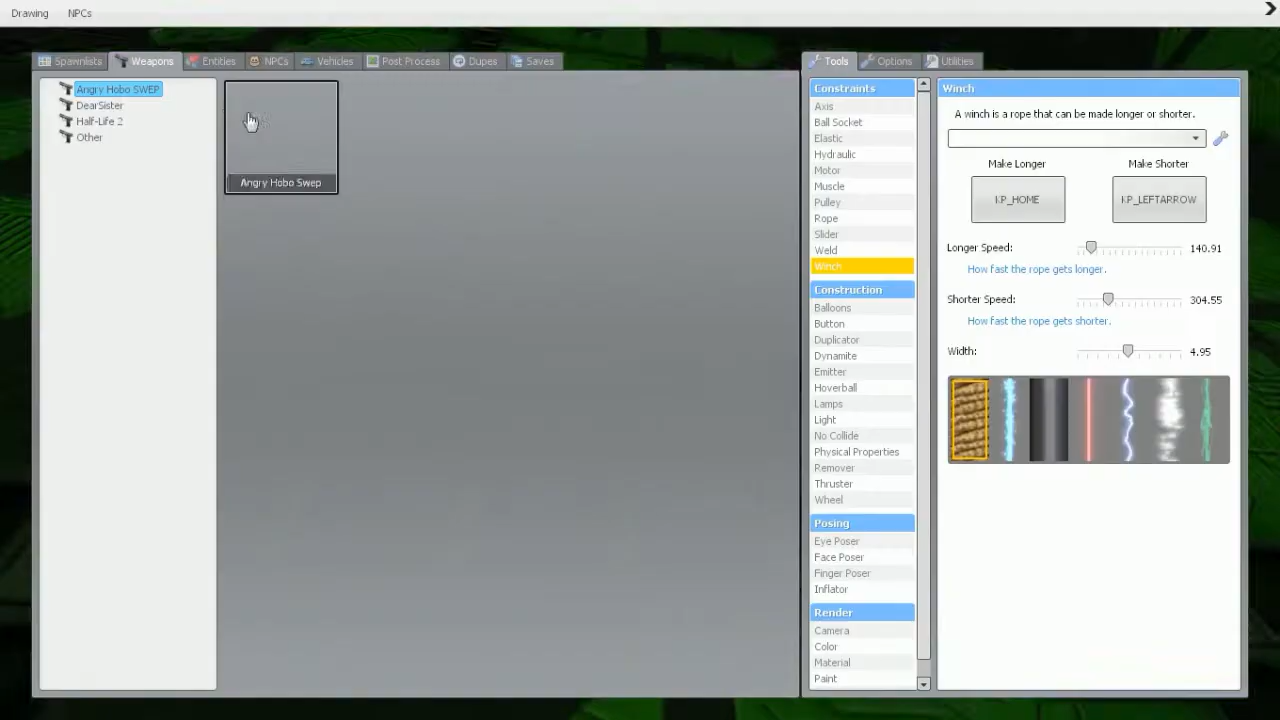 Drawing NPCs
Spawnlists Weapons Entities NPCs Vehicles Post Process Dupes Saves
Angry Hobo SWEP
DearSister
Half-Life 2
Other
Angry Hobo Swep
Tools Options Utilities
Constraints
Axis
Ball Socket
Elastic
Hydraulic
Motor
Muscle
Pulley
Rope
Slider
Weld
Winch
Construction
Balloons
Button
Duplicator
Dynamite
Emitter
Hoverball
Lamps
Light
No Collide
Physical Properties
Remover
Thruster
Wheel
Posing
Eye Poser
Face Poser
Finger Poser
Inflator
Render
Camera
Color
Material
Paint
Winch
A winch is a rope that can be made longer or shorter.
Make Longer Make Shorter
KP_HOME KP_LEFTARROW
Longer Speed: 140.91
How fast the rope gets longer.
Shorter Speed: 304.55
How fast the rope gets shorter.
Width: 4.95